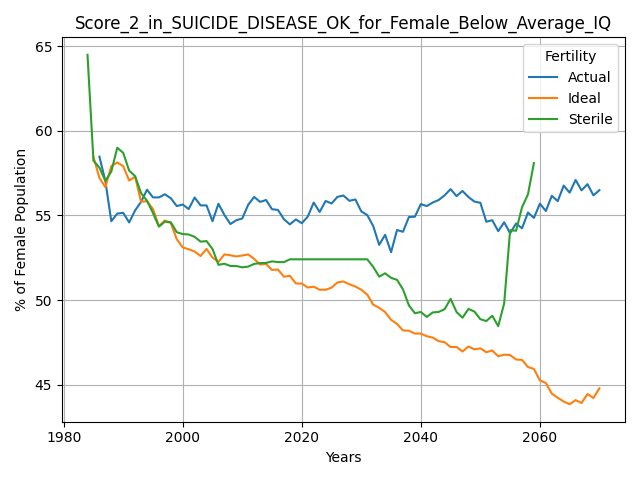 Score_2_in_SUICIDE_DISEASE_OK_for_Female_Below_Average_IQ
65
60
55
50
45
% of Female Population
Fertility
Actual
Ideal
Sterile
1980
2000
2020
2040
2060
Years